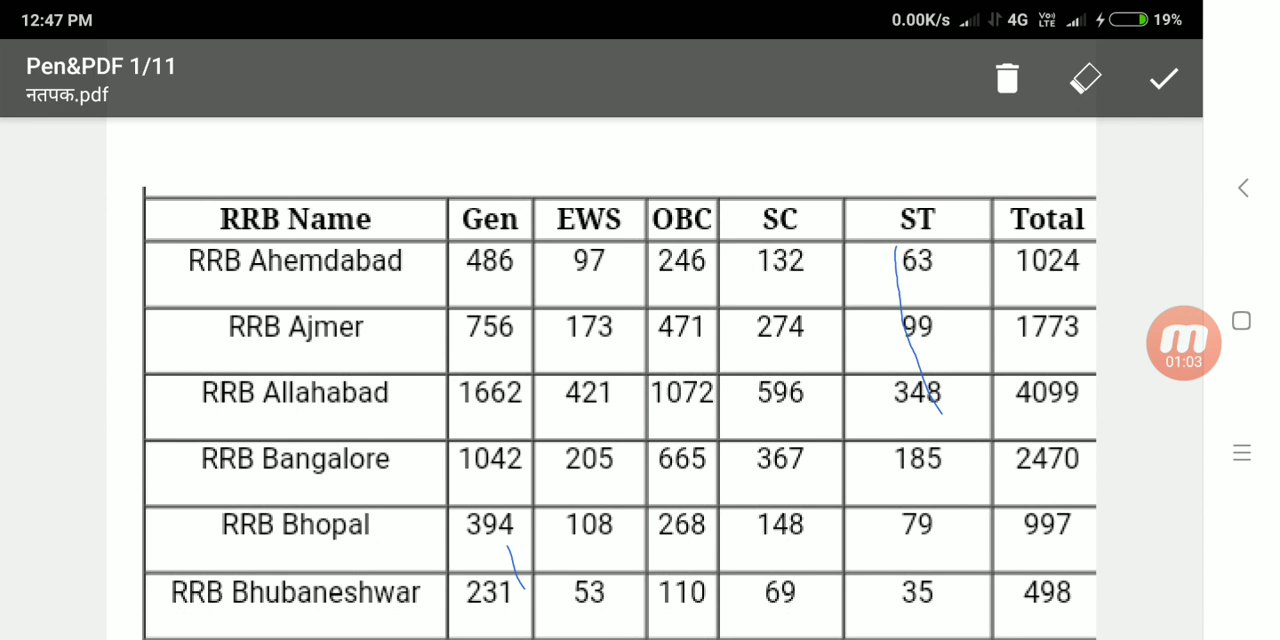 12:47 PM 0.00K/s 4G VoD LTE 19%
Pen&PDF 1/11
नतपक.pdf
RRB Name Gen EWS OBC SC ST Total
RRB Ahemdabad 486 97 246 132 63 1024
RRB Ajmer 756 173 471 274 99 1773
RRB Allahabad 1662 421 1072 596 348 4099
RRB Bangalore 1042 205 665 367 185 2470
RRB Bhopal 394 108 268 148 79 997
RRB Bhubaneshwar 231 53 110 69 35 498
01:03